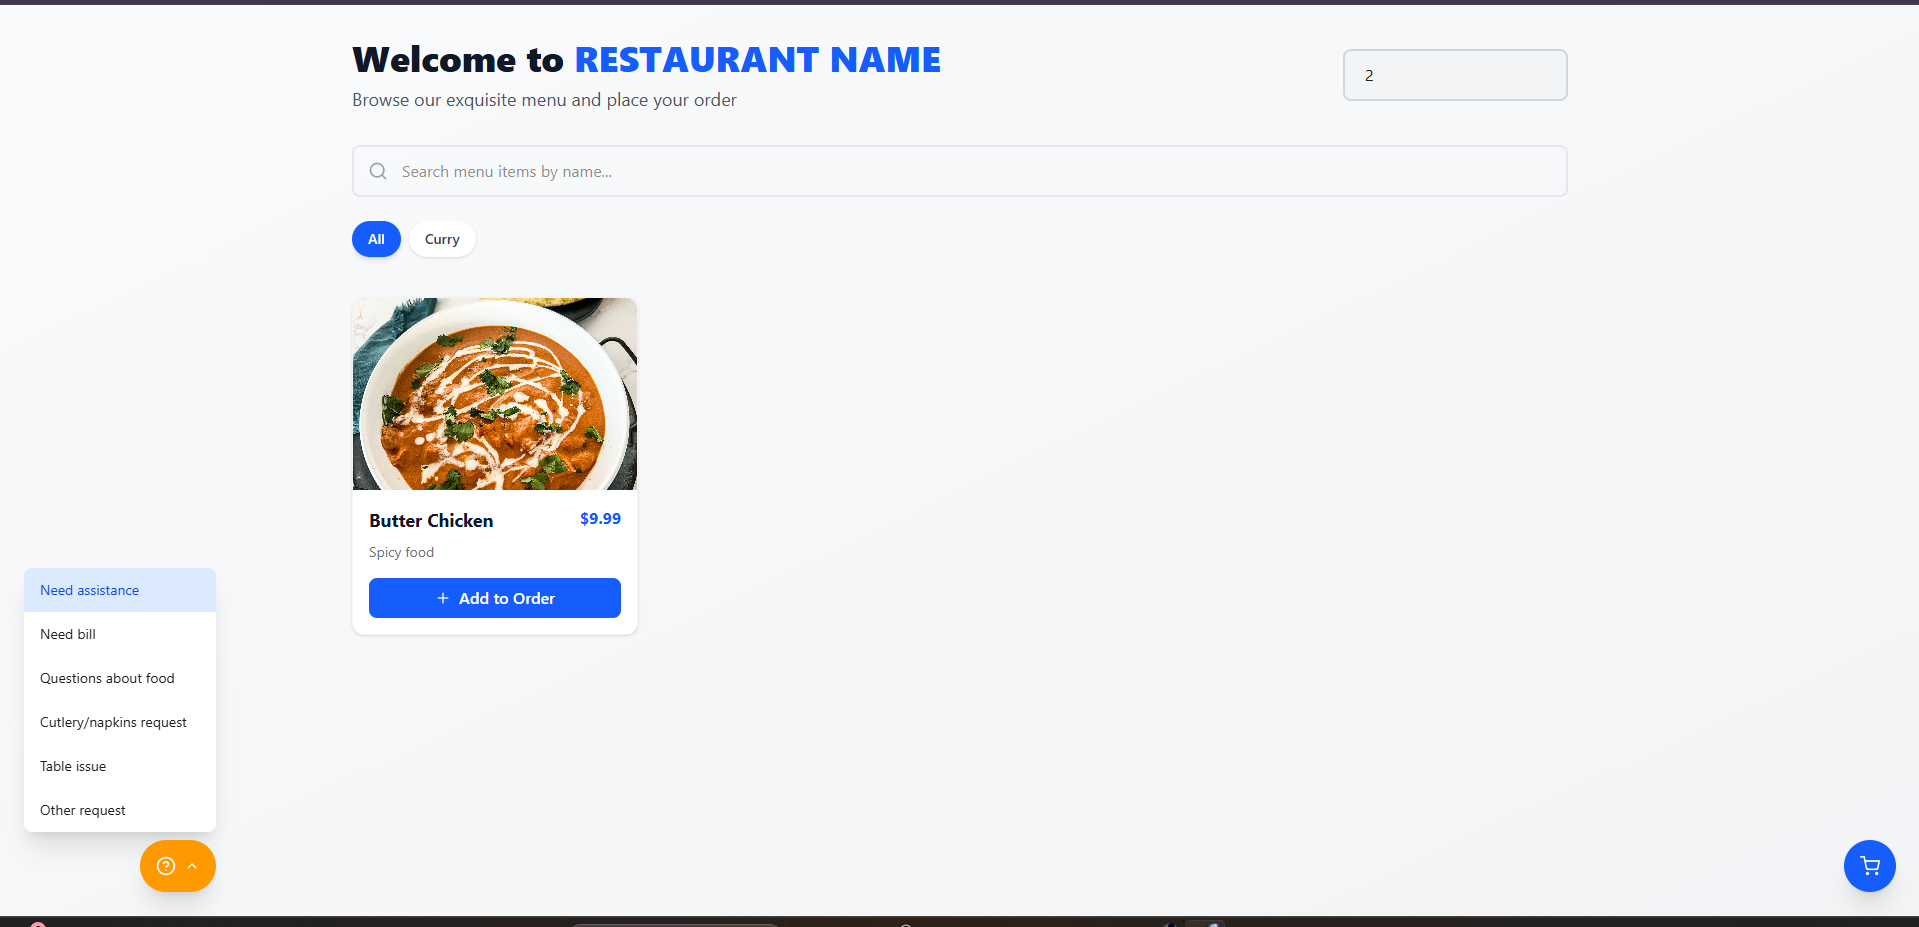 Welcome to RESTAURANT NAME
Browse our exquisite menu and place your order
2
Search menu items by name...
All
Curry
Butter Chicken
$9.99
Spicy food
+ Add to Order
Need assistance
Need bill
Questions about food
Cutlery/napkins request
Table issue
Other request